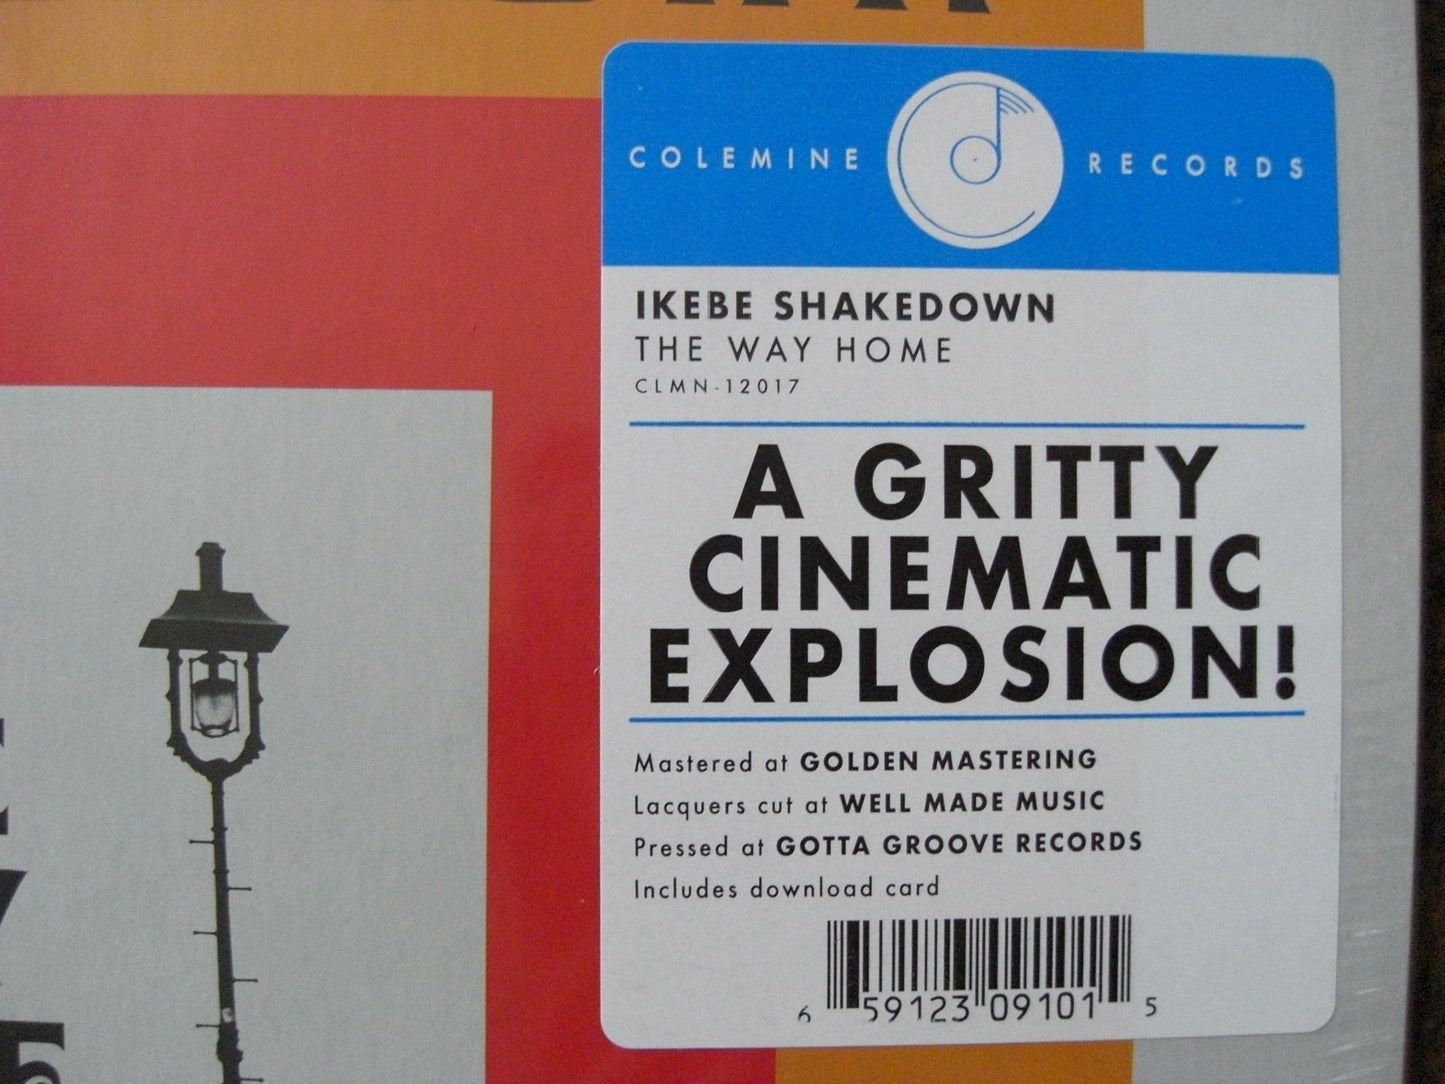 COLEMINE RECORDS
IKEBE SHAKEDOWN
THE WAY HOME
CLMN-12017
A GRITTY
CINEMATIC
EXPLOSION!
Mastered at GOLDEN MASTERING
Lacquers cut at WELL MADE MUSIC
Pressed at GOTTA GROOVE RECORDS
Includes download card
6 59123 09101 5